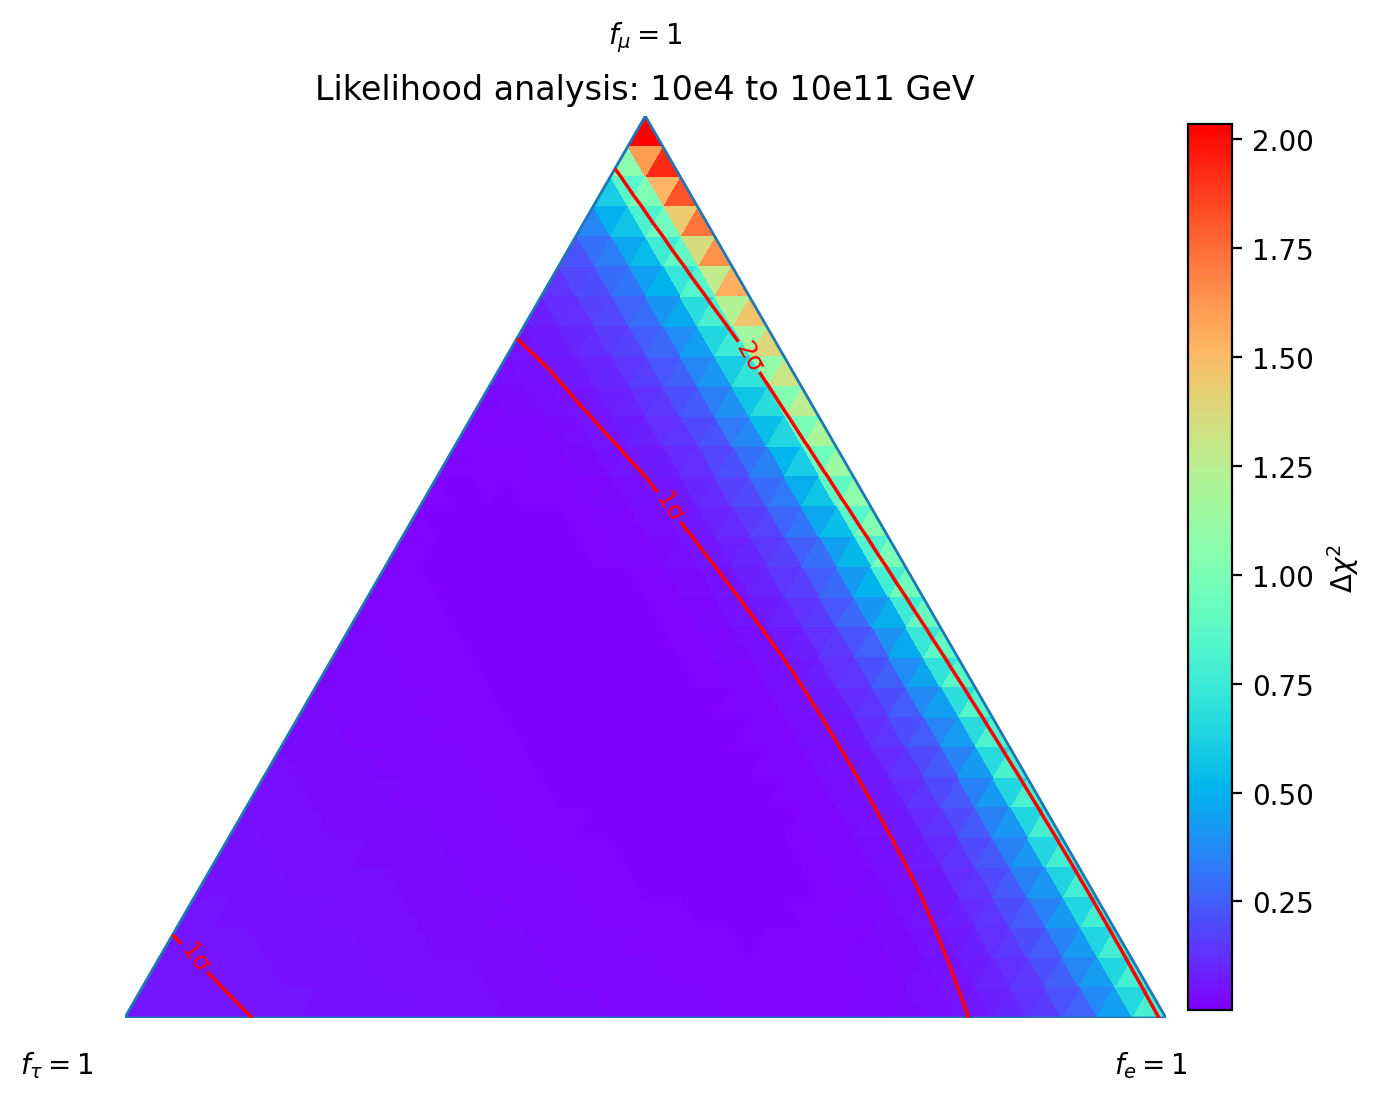 f_μ = 1
Likelihood analysis: 10e4 to 10e11 GeV
2.00
1.75
1.50
1.25
1.00
0.75
0.50
0.25
Δχ²
2σ
1σ
1σ
f_τ = 1
f_e = 1